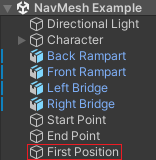 NavMesh Example
Directional Light
Character
Back Rampart
Front Rampart
Left Bridge
Right Bridge
Start Point
End Point
First Position